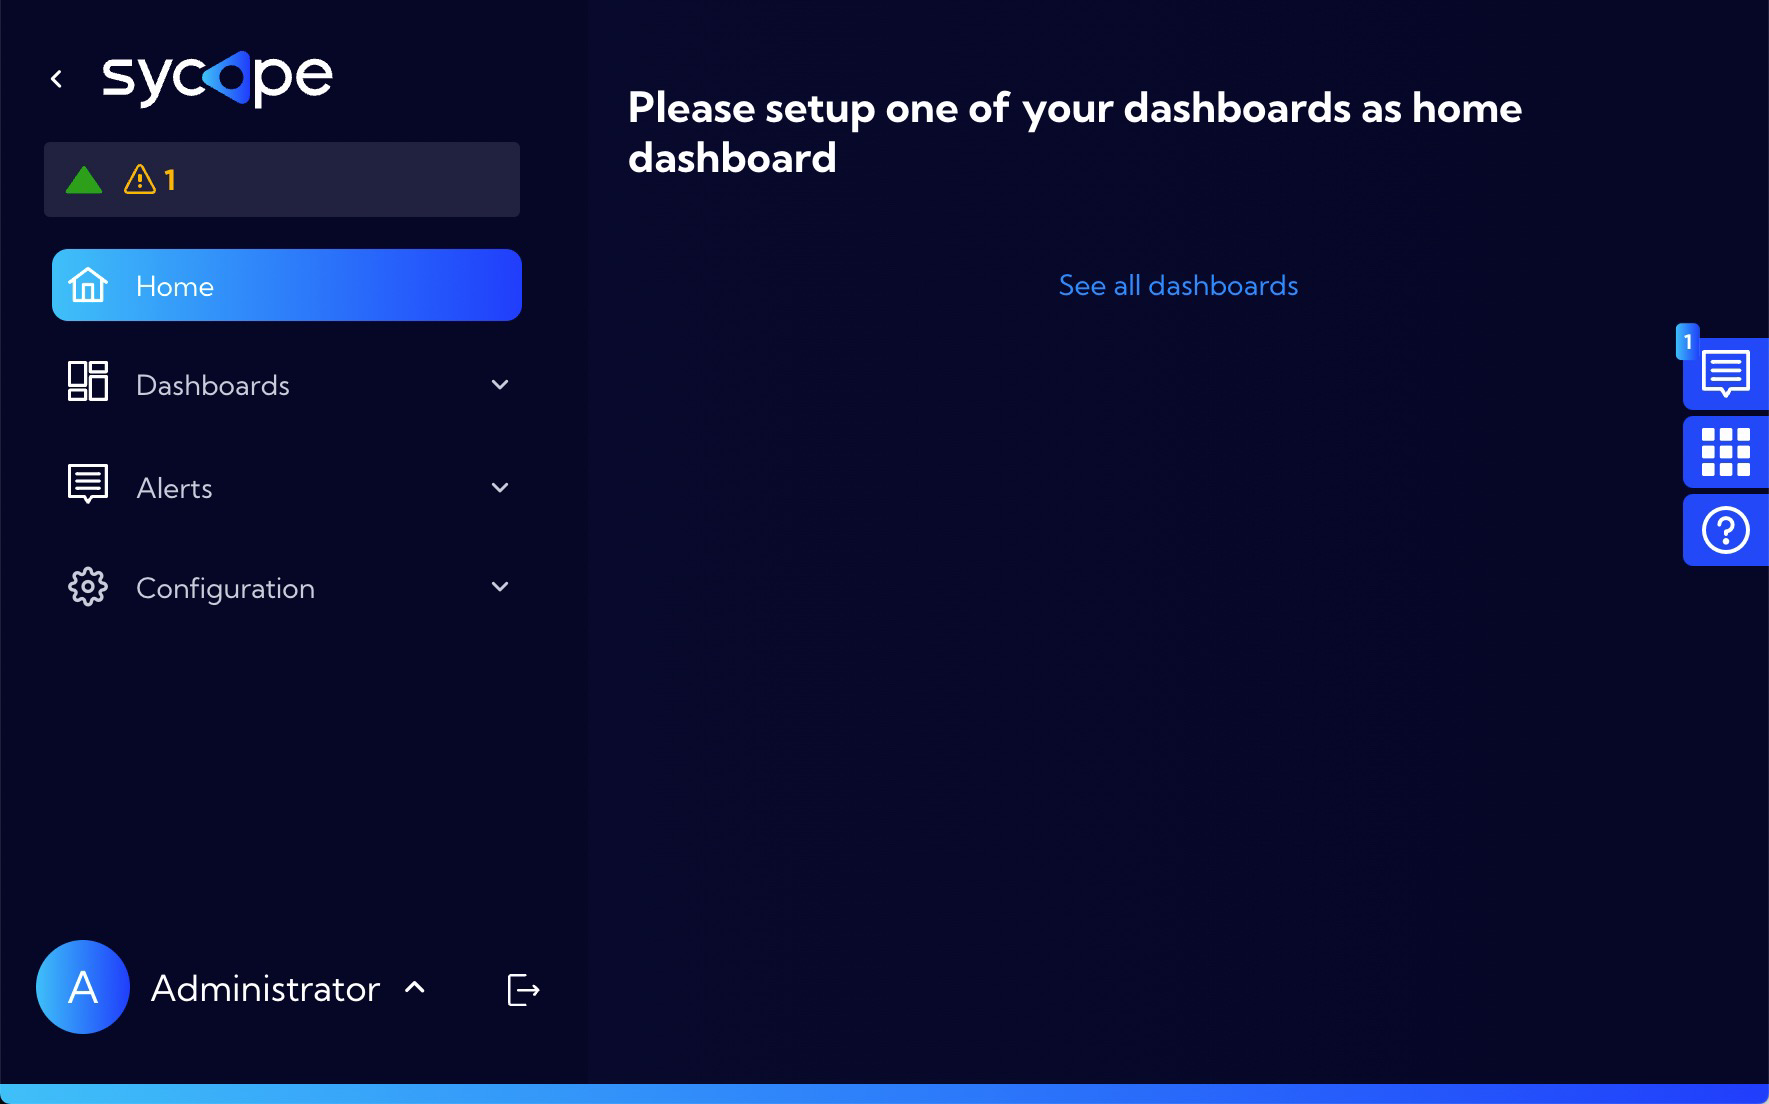 sycope
1
Home
Dashboards
Alerts
Configuration
A
Administrator
Please setup one of your dashboards as home
dashboard
See all dashboards
1